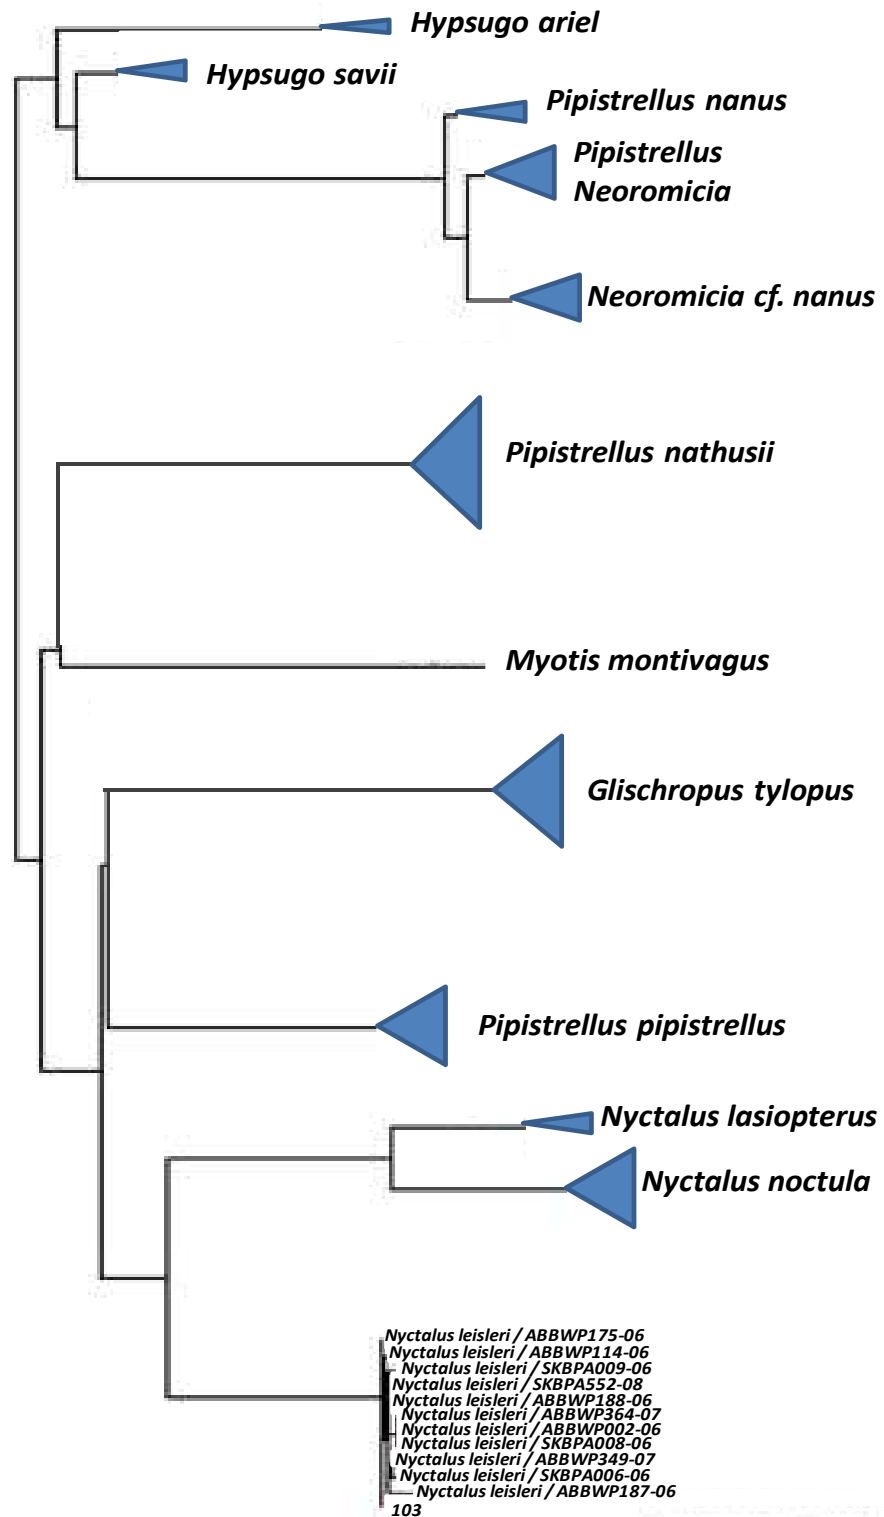 Hypsugo ariel
Hypsugo savii
Pipistrellus nanus
Pipistrellus
Neoromicia
Neoromicia cf. nanus
Pipistrellus nathusii
Myotis montivagus
Glischropus tylopus
Pipistrellus pipistrellus
Nyctalus lasiopterus
Nyctalus noctula
Nyctalus leisleri / ABBWP175-06
Nyctalus leisleri / ABBWP114-06
Nyctalus leisleri / SKBPA009-06
Nyctalus leisleri / SKBPA552-08
Nyctalus leisleri / ABBWP188-06
Nyctalus leisleri / ABBWP364-07
Nyctalus leisleri / ABBWP002-06
Nyctalus leisleri / SKBPA008-06
Nyctalus leisleri / ABBWP349-07
Nyctalus leisleri / SKBPA006-06
Nyctalus leisleri / ABBWP187-06
103